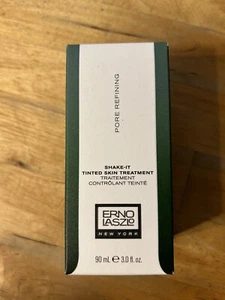 PORE REFINING
SHAKE-IT
TINTED SKIN TREATMENT
TRAITEMENT
CONTRÔLANT TEINTÉ
ERNO
LASZLO
NEW YORK
90 mL ℮ 3.0 fl. oz.